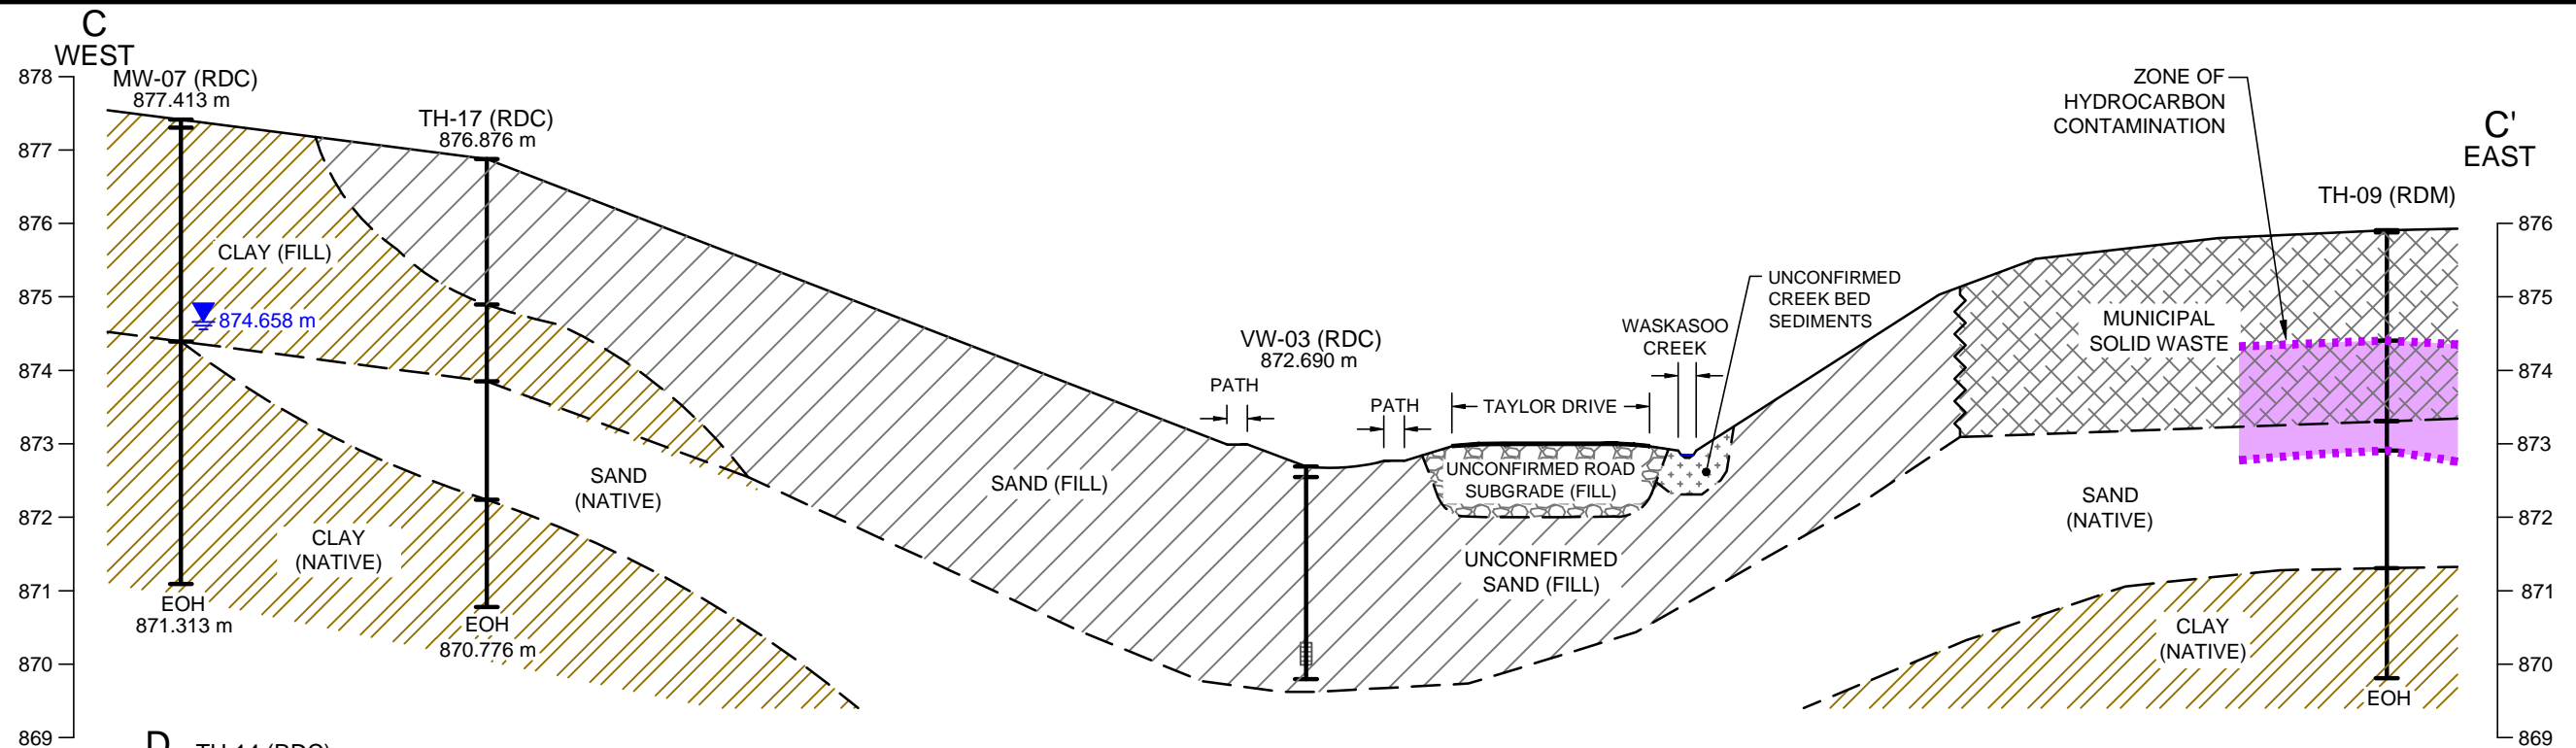 C
WEST
MW-07 (RDC)
877.413 m
TH-17 (RDC)
876.876 m
VW-03 (RDC)
872.690 m
ZONE OF
HYDROCARBON
CONTAMINATION
C'
EAST
TH-09 (RDM)
878
877
876
875
874
873
872
871
870
869
876
875
874
873
872
871
870
869
CLAY (FILL)
874.658 m
CLAY
(NATIVE)
SAND
(NATIVE)
EOH
871.313 m
EOH
870.776 m
SAND (FILL)
PATH
PATH
TAYLOR DRIVE
WASKASOO
CREEK
UNCONFIRMED
CREEK BED
SEDIMENTS
UNCONFIRMED ROAD
SUBGRADE (FILL)
UNCONFIRMED
SAND (FILL)
MUNICIPAL
SOLID WASTE
SAND
(NATIVE)
CLAY
(NATIVE)
EOH
D
TH-14 (RDC)